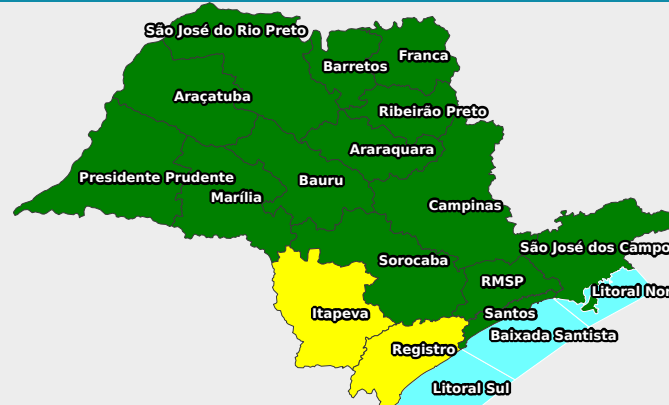 São José do Rio Preto
Franca
Barretos
Araçatuba
Ribeirão Preto
Araraquara
Presidente Prudente
Bauru
Marília
Campinas
São José dos Campo
Sorocaba
RMSP
Litoral Nor
Itapeva
Santos
Baixada Santista
Registro
Litoral Sul